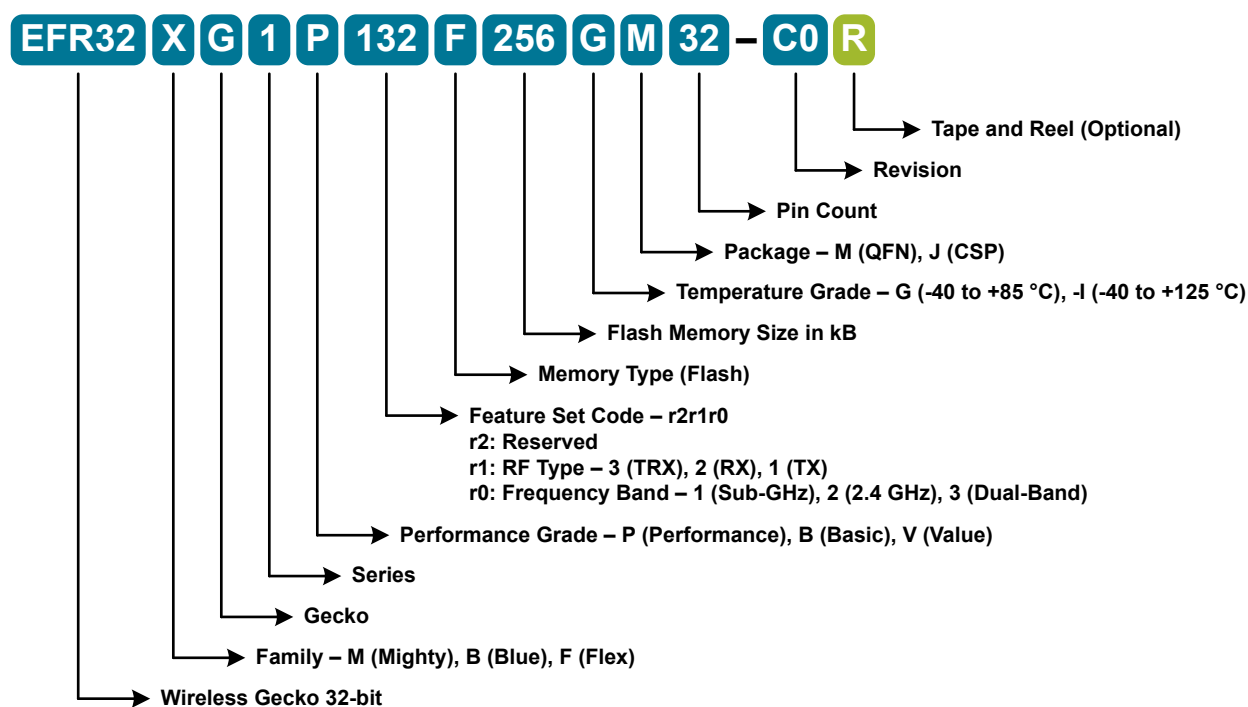 EFR32 X G 1 P 132 F 256 G M 32 – C0 R
Tape and Reel (Optional)
Revision
Pin Count
Package – M (QFN), J (CSP)
Temperature Grade – G (-40 to +85 °C), -I (-40 to +125 °C)
Flash Memory Size in kB
Memory Type (Flash)
Feature Set Code – r2r1r0
r2: Reserved
r1: RF Type – 3 (TRX), 2 (RX), 1 (TX)
r0: Frequency Band – 1 (Sub-GHz), 2 (2.4 GHz), 3 (Dual-Band)
Performance Grade – P (Performance), B (Basic), V (Value)
Series
Gecko
Family – M (Mighty), B (Blue), F (Flex)
Wireless Gecko 32-bit